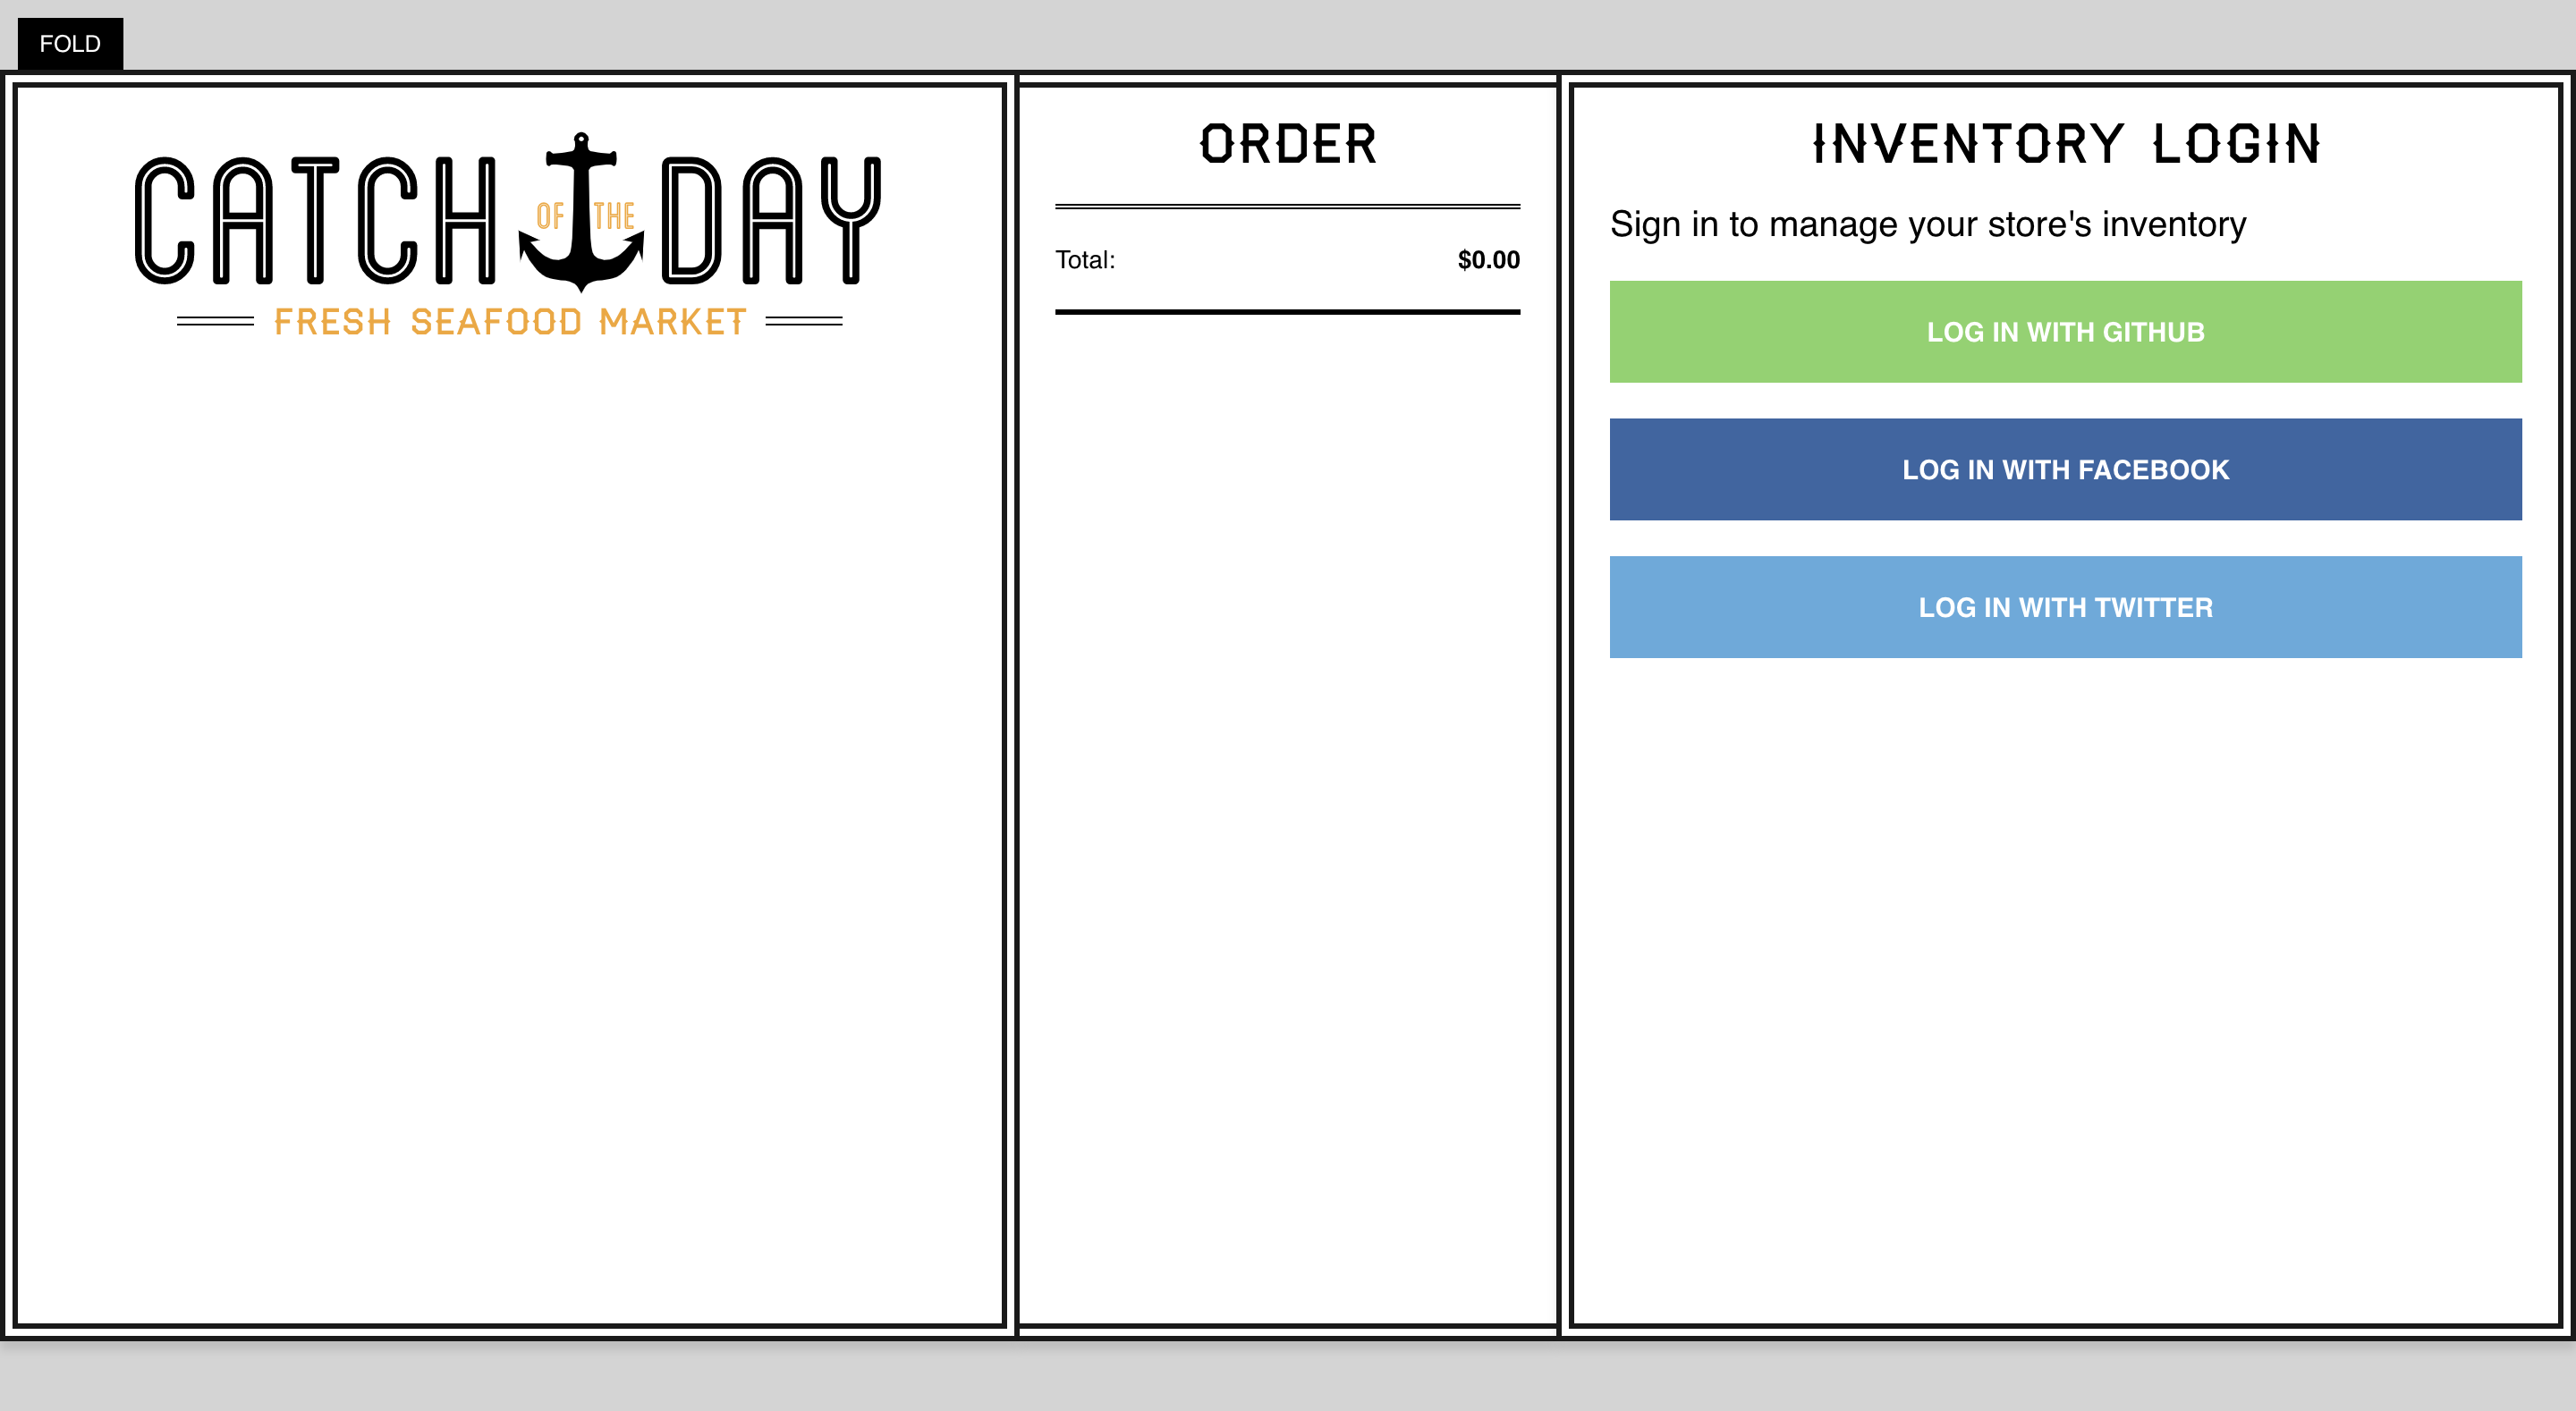 FOLD
CATCH OF THE DAY
FRESH SEAFOOD MARKET
ORDER
Total: $0.00
INVENTORY LOGIN
Sign in to manage your store's inventory
LOG IN WITH GITHUB
LOG IN WITH FACEBOOK
LOG IN WITH TWITTER